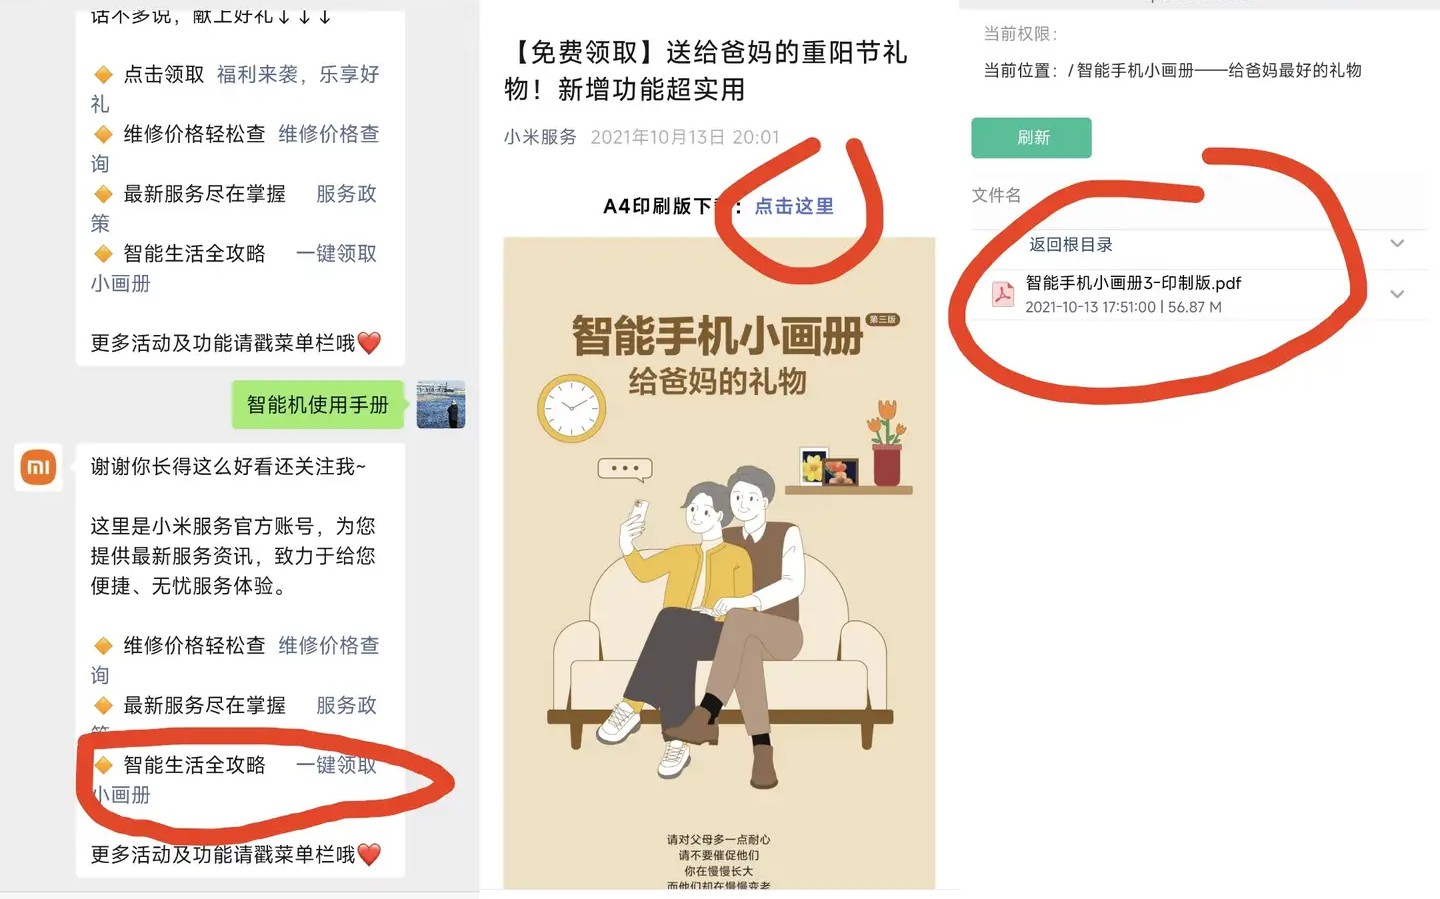 话不多说，献上好礼↓↓↓
🔸 点击领取 福利来袭，乐享好
礼
🔸 维修价格轻松查 维修价格查
询
🔸 最新服务尽在掌握 服务政
策
🔸 智能生活全攻略 一键领取
小画册
更多活动及功能请戳菜单栏哦❤️
智能机使用手册
mi
谢谢你长得这么好看还关注我~
这里是小米服务官方账号，为您
提供最新服务资讯，致力于给您
便捷、无忧服务体验。
🔸 维修价格轻松查 维修价格查
询
🔸 最新服务尽在掌握 服务政
🔸 智能生活全攻略 一键领取
小画册
更多活动及功能请戳菜单栏哦❤️
【免费领取】送给爸妈的重阳节礼
物！新增功能超实用
小米服务 2021年10月13日 20:01
A4印刷版下 ：点击这里
智能手机小画册 第三版
给爸妈的礼物
请对父母多一点耐心
请不要催促他们
你在慢慢长大
而他们却在慢慢变老
当前权限：
当前位置：/智能手机小画册——给爸妈最好的礼物
刷新
文件名
返回根目录
智能手机小画册3-印制版.pdf
2021-10-13 17:51:00 | 56.87 M